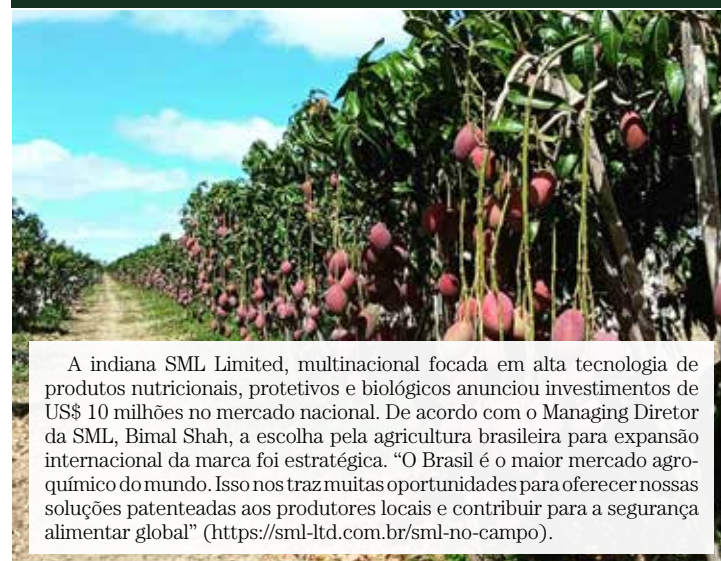 A indiana SML Limited, multinacional focada em alta tecnologia de
produtos nutricionais, protetivos e biológicos anunciou investimentos de
US$ 10 milhões no mercado nacional. De acordo com o Managing Diretor
da SML, Bimal Shah, a escolha pela agricultura brasileira para expansão
internacional da marca foi estratégica. “O Brasil é o maior mercado agro-
químico do mundo. Isso nos traz muitas oportunidades para oferecer nossas
soluções patenteadas aos produtores locais e contribuir para a segurança
alimentar global” (https://sml-ltd.com.br/sml-no-campo).